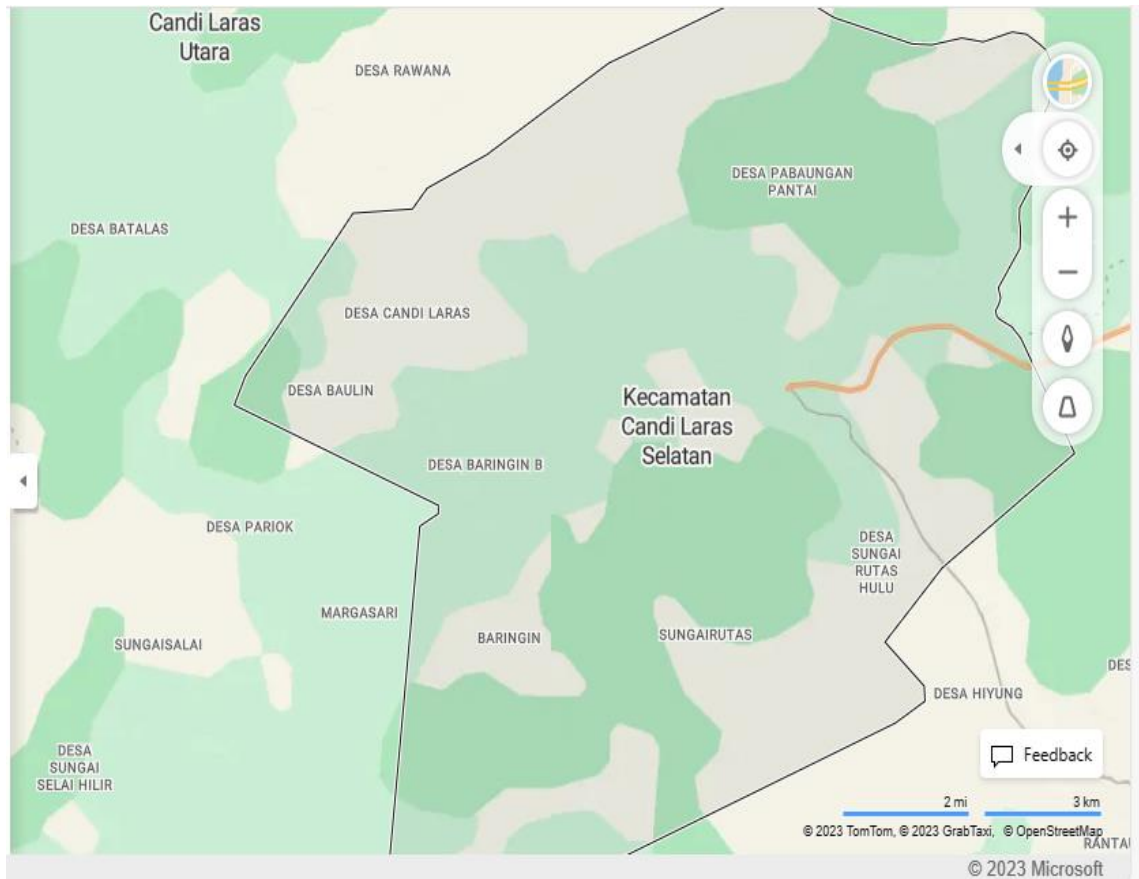 Candi Laras
Utara
DESA RAWANA
DESA PABAUNGAN
PANTAI
DESA BATALAS
DESA CANDI LARAS
DESA BAULIN
Kecamatan
Candi Laras
Selatan
DESA BARINGIN B
DESA PARIOK
DESA
SUNGAI
RUTAS
HULU
MARGASARI
BARINGIN
SUNGAIRUTAS
SUNGAISALAI
DES
DESA HIYUNG
DESA
SUNGAI
SELAI HILIR
Feedback
2 mi
3 km
© 2023 TomTom, © 2023 GrabTaxi, © OpenStreetMap
RANTAU
© 2023 Microsoft